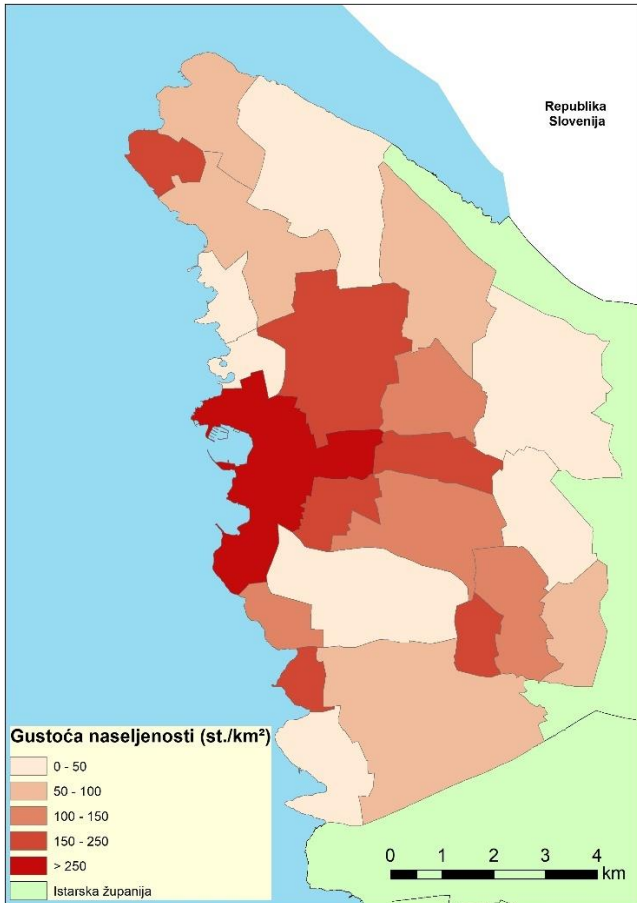 Republika
Slovenija
Gustoća naseljenosti (st./km²)
0 - 50
50 - 100
100 - 150
150 - 250
> 250
Istarska županija
0 1 2 3 4
km